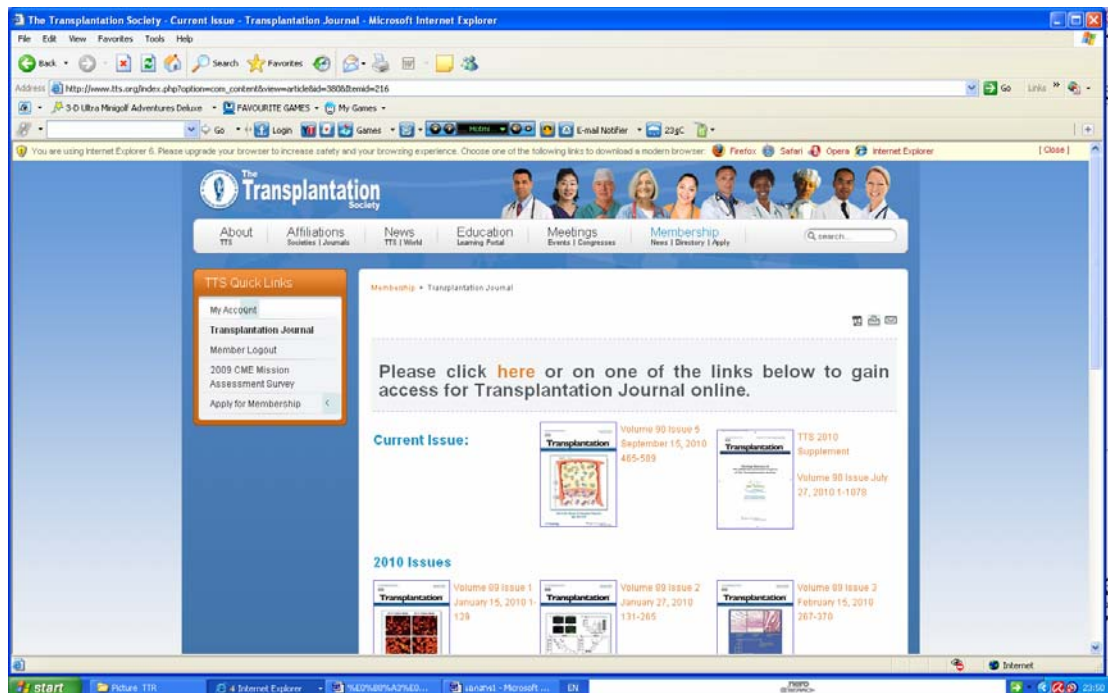 The Transplantation Society - Current Issue - Transplantation Journal - Microsoft Internet Explorer
File Edit View Favorites Tools Help
Back Search Favorites
Address http://www.tts.org/index.php?option=com_content&view=article&id=380&Itemid=216 Go Links »
3-D Ultra Minigolf Adventures Deluxe FAVOURITE GAMES My Games
Go Login Games E-mail Notifier 23ºC
You are using Internet Explorer 6. Please upgrade your browser to increase safety and your browsing experience. Choose one of the following links to download a modern browser: Firefox Safari Opera Internet Explorer [ Close ]
The
Transplantation
Society
About Affiliations News Education Meetings Membership search...
TTS Societies | Journals TTS | World Learning Portal Events | Congresses News | Directory | Apply
TTS Quick Links
My Account
Transplantation Journal
Member Logout
2009 CME Mission
Assessment Survey
Apply for Membership
Membership Transplantation Journal
Please click here or on one of the links below to gain
access for Transplantation Journal online.
Current Issue:
Transplantation
Volume 90 Issue 5
September 15, 2010
465-589
Transplantation
TTS 2010
Supplement
Volume 90 Issue July
27, 2010 1-1078
2010 Issues
Transplantation
Volume 89 Issue 1
January 15, 2010 1-
129
Transplantation
Volume 89 Issue 2
January 27, 2010
131-265
Transplantation
Volume 89 Issue 3
February 15, 2010
267-370
Internet
start Picture TTR 4 Internet Explorer EN 23:50